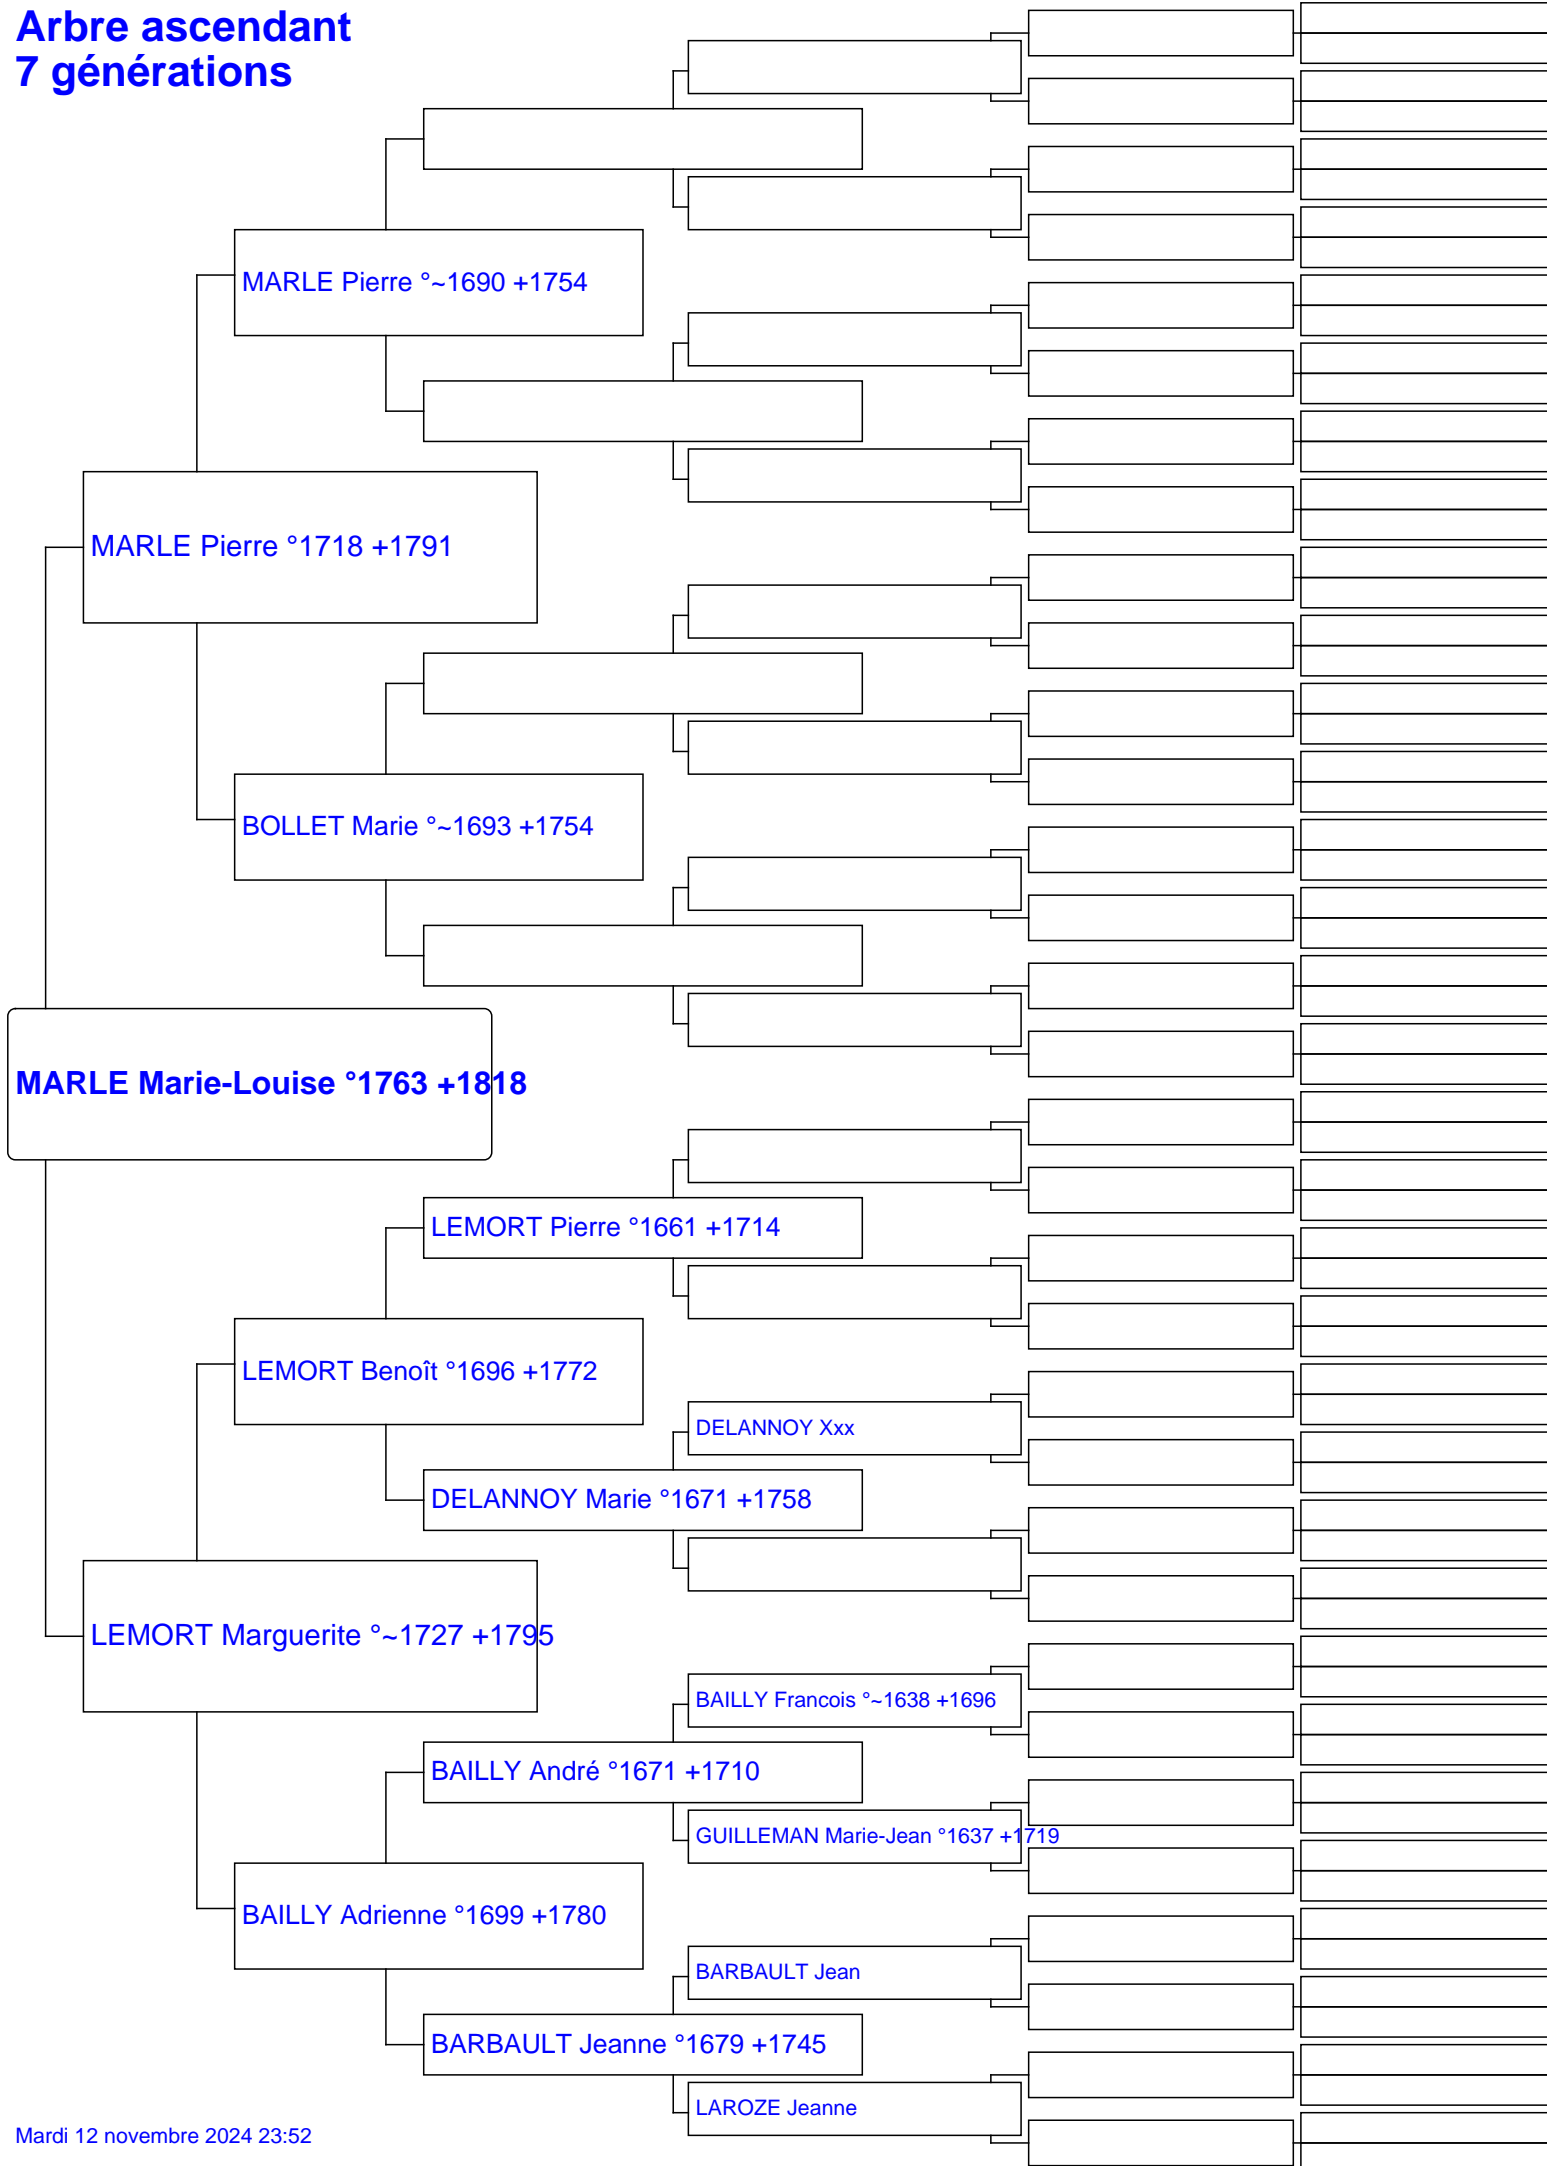 Arbre ascendant
7 générations
MARLE Pierre °~1690 +1754
MARLE Pierre °1718 +1791
BOLLET Marie °~1693 +1754
MARLE Marie-Louise °1763 +1818
LEMORT Pierre °1661 +1714
LEMORT Benoît °1696 +1772
DELANNOY Xxx
DELANNOY Marie °1671 +1758
LEMORT Marguerite °~1727 +1795
BAILLY Francois °~1638 +1696
BAILLY André °1671 +1710
GUILLEMAN Marie-Jean °1637 +1719
BAILLY Adrienne °1699 +1780
BARBAULT Jean
BARBAULT Jeanne °1679 +1745
LAROZE Jeanne
Mardi 12 novembre 2024 23:52